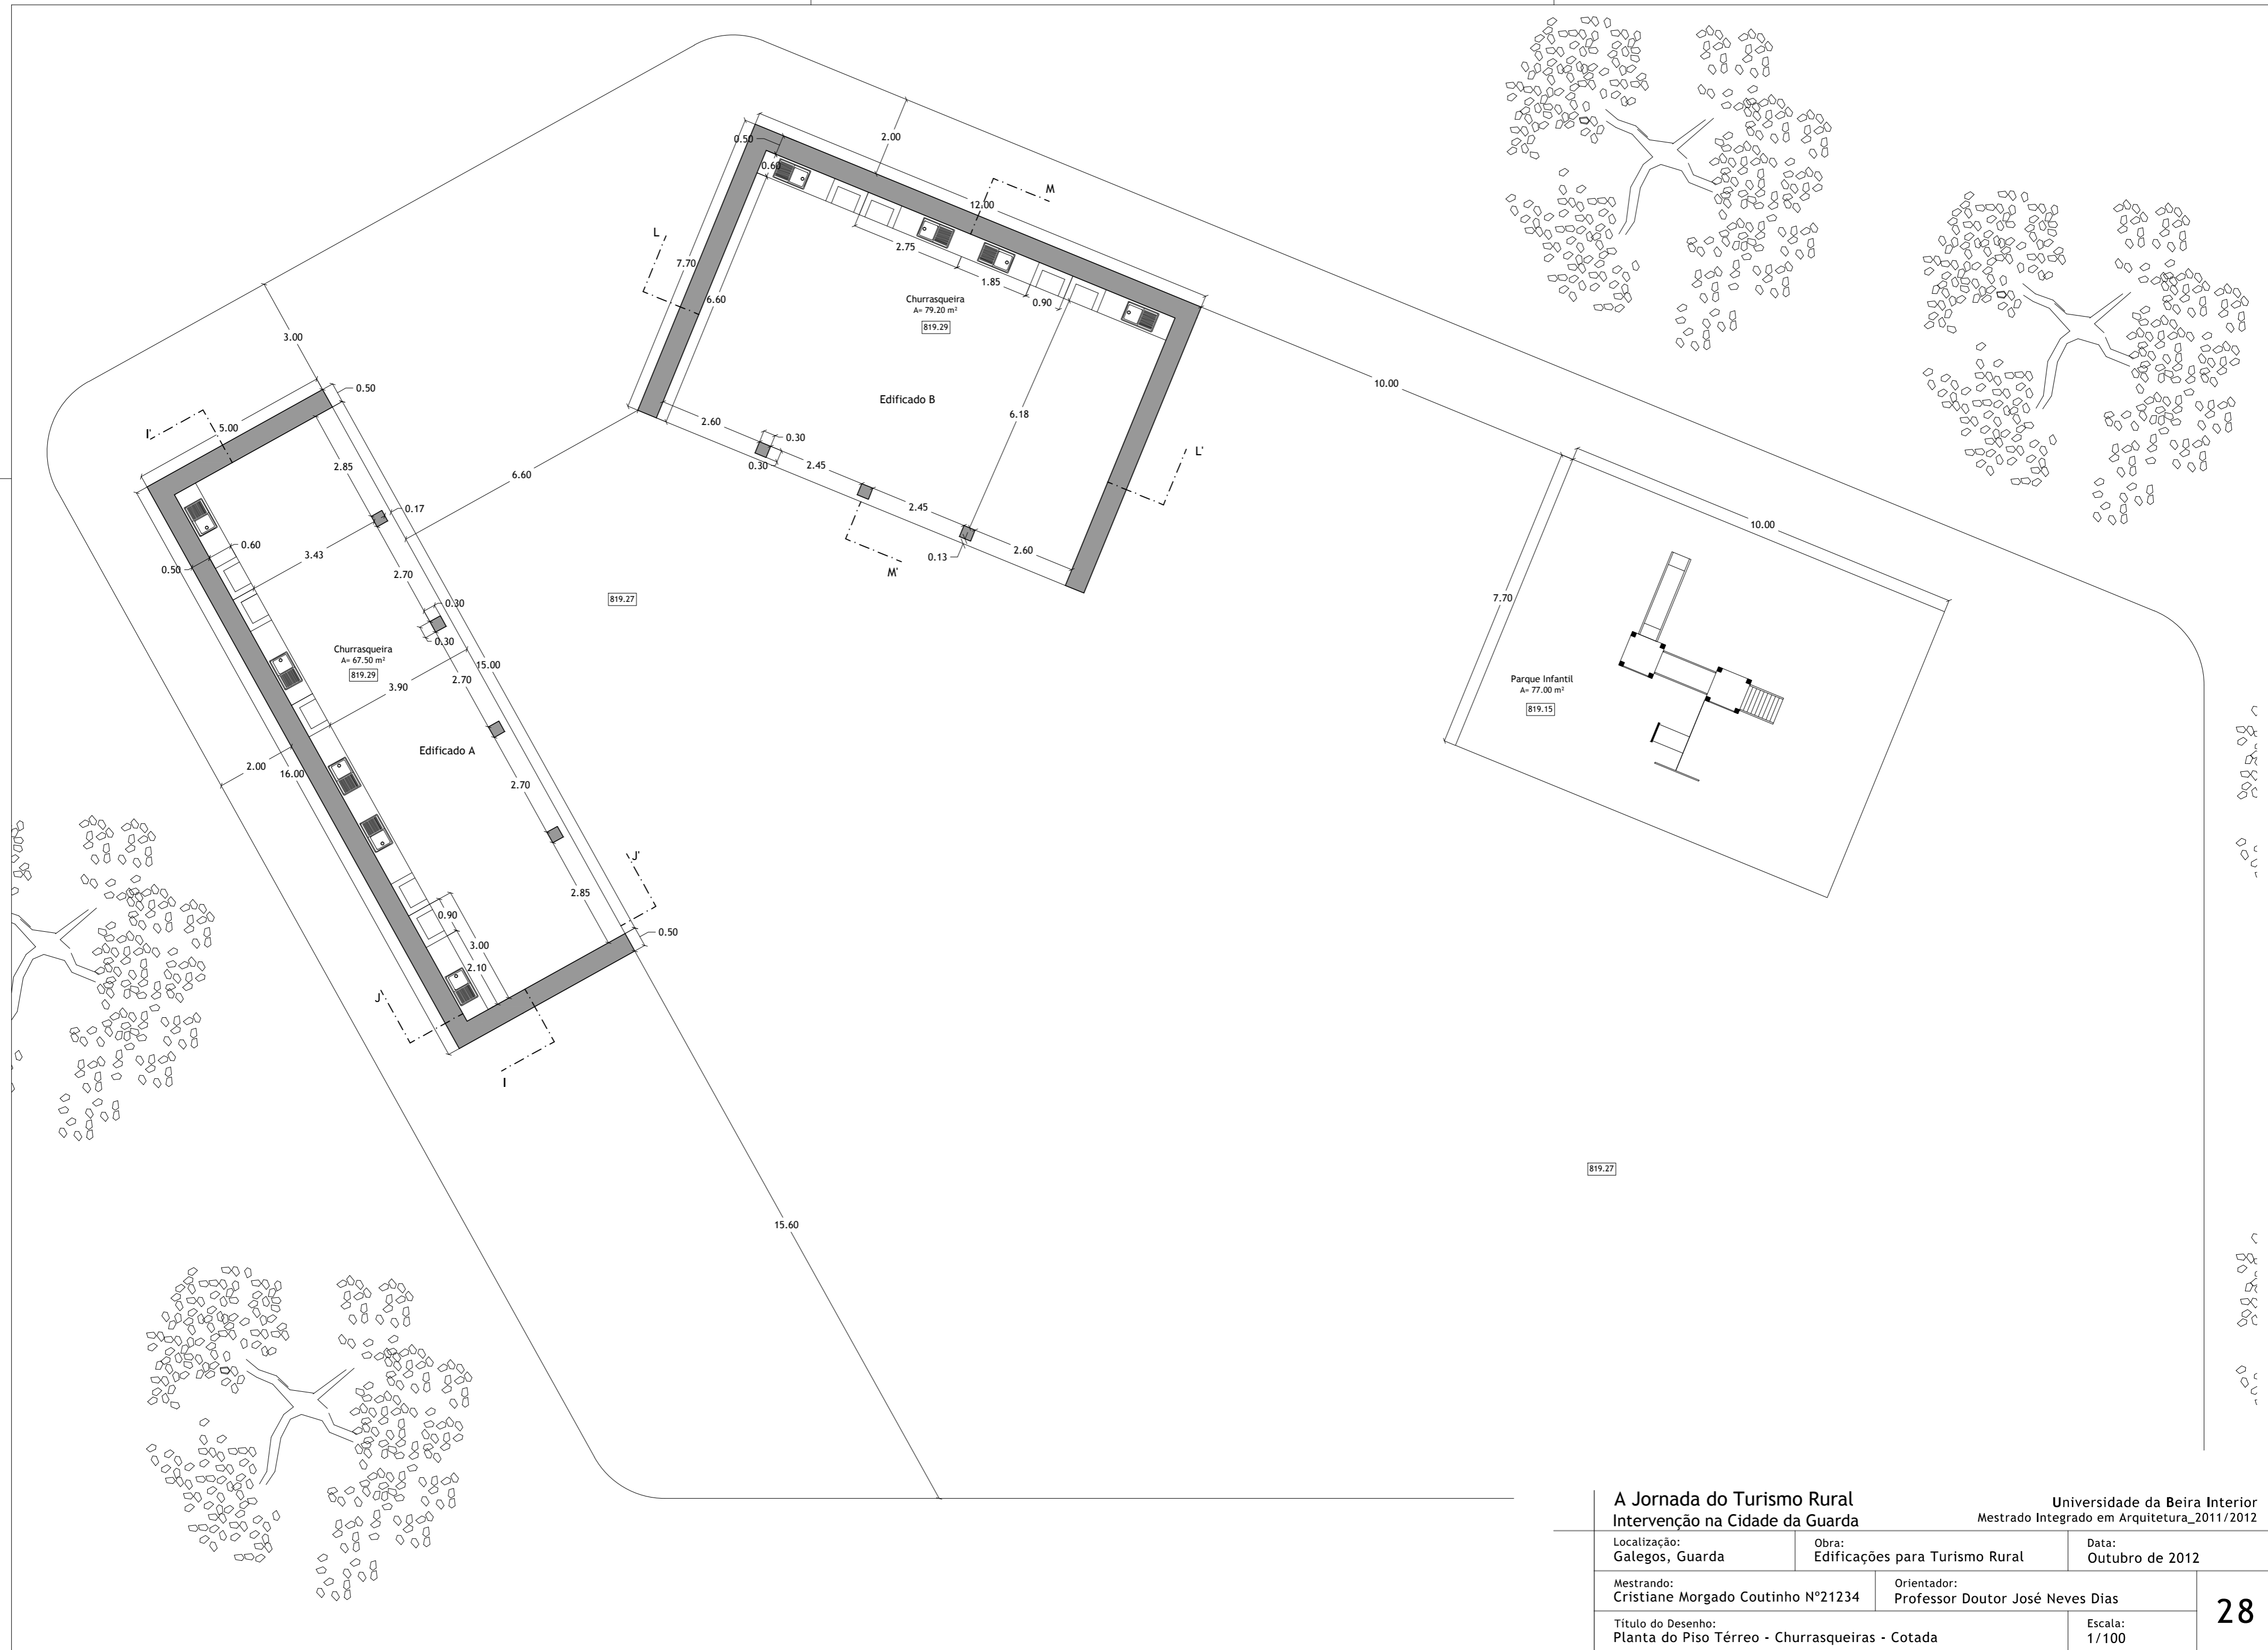 2.00
0.50
0.60
M
12.00
L
2.75
7.70
1.85
6.60
0.90
Churrasqueira
A= 79.20 m²
819.29
3.00
0.50
10.00
Edificado B
6.18
2.60
0.30
0.30
2.45
L'
2.45
2.60
0.13
M'
I'
5.00
2.85
6.60
0.17
0.60
3.43
0.50
2.70
0.30
0.30
819.27
10.00
7.70
Churrasqueira
A= 67.50 m²
819.29
15.00
2.70
3.90
Parque Infantil
A= 77.00 m²
819.15
Edificado A
2.00
16.00
2.70
J'
2.85
0.90
0.50
3.00
2.10
J
I
819.27
15.60
A Jornada do Turismo Rural
Intervenção na Cidade da Guarda
Universidade da Beira Interior
Mestrado Integrado em Arquitetura_2011/2012
Localização:
Galegos, Guarda
Obra:
Edificações para Turismo Rural
Data:
Outubro de 2012
Mestrando:
Cristiane Morgado Coutinho Nº21234
Orientador:
Professor Doutor José Neves Dias
28
Título do Desenho:
Planta do Piso Térreo - Churrasqueiras - Cotada
Escala:
1/100